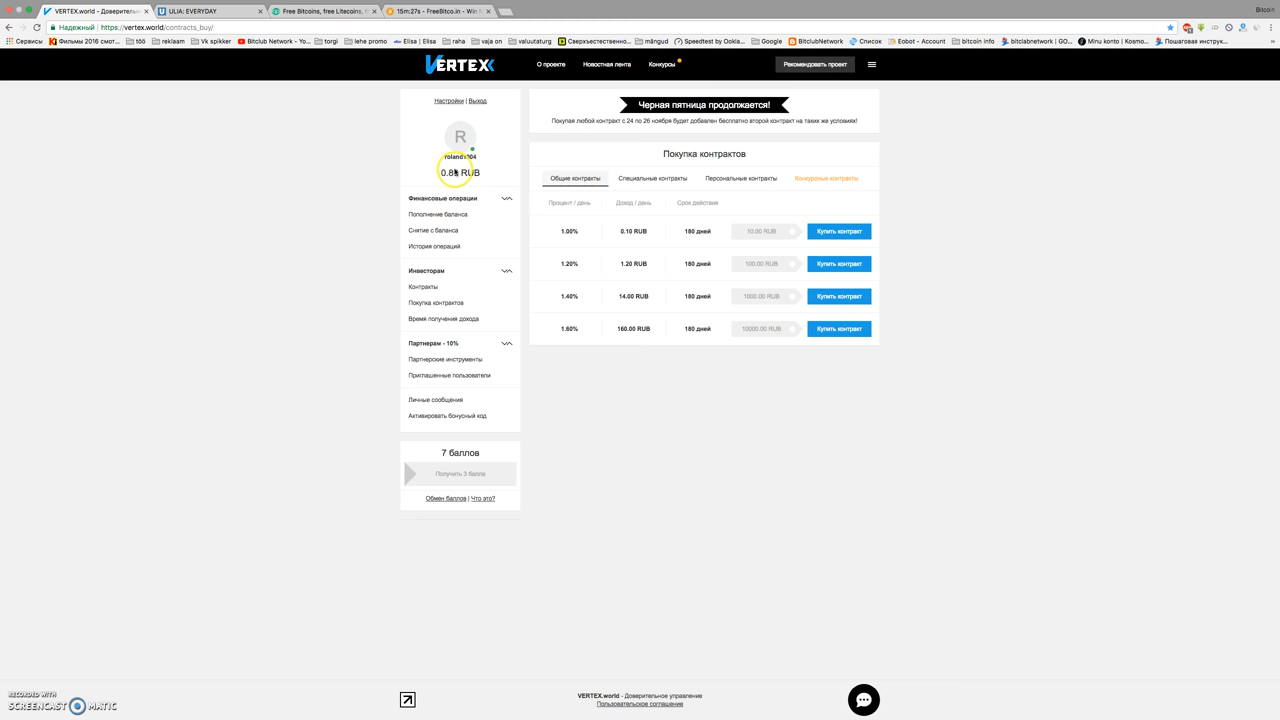 VERTEX.world - Доверительн
ULIA: EVERYDAY
Free Bitcoins, free Litecoins, f
15m:27s - FreeBitco.in - Win f
Bitcoin
Надежный https://vertex.world/contracts_buy/
Сервисы Фильмы 2016 смот... töö reklaam Vk spikker Bitclub Network - Yo... torgi lehe promo Elisa | Elisa raha vaja on valuutaturg Сверхъестественно... mängud Speedtest by Ookla... Google BitclubNetwork Список Eobot - Account bitcoin info bitclabnetwork | GO... Minu konto | Kosmo... Пошаговая инструк... »
VERTEX
О проекте Новостная лента Конкурсы Рекомендовать проект
Настройки | Выход
R
RUB
Финансовые операции
Пополнение баланса
Снятие с баланса
История операций
Инвесторам
Контракты
Покупка контрактов
Время получения дохода
Партнерам - 10%
Партнерские инструменты
Приглашенные пользователи
Личные сообщения
Активировать бонусный код
7 баллов
Получить 3 балла
Обмен баллов | Что это?
Черная пятница продолжается!
Покупая любой контракт с 24 по 26 ноября будет добавлен бесплатно второй контракт на таких же условиях!
Покупка контрактов
Общие контракты Специальные контракты Персональные контракты Конкурсные контракты
Процент / день Доход / день Срок действия
1.00% 0.10 RUB 180 дней 10.00 RUB Купить контракт
1.20% 1.20 RUB 180 дней 100.00 RUB Купить контракт
1.40% 14.00 RUB 180 дней 1000.00 RUB Купить контракт
1.60% 160.00 RUB 180 дней 10000.00 RUB Купить контракт
VERTEX.world - Доверительное управление
Пользовательское соглашение
RECORDED WITH
SCREENCAST MATIC